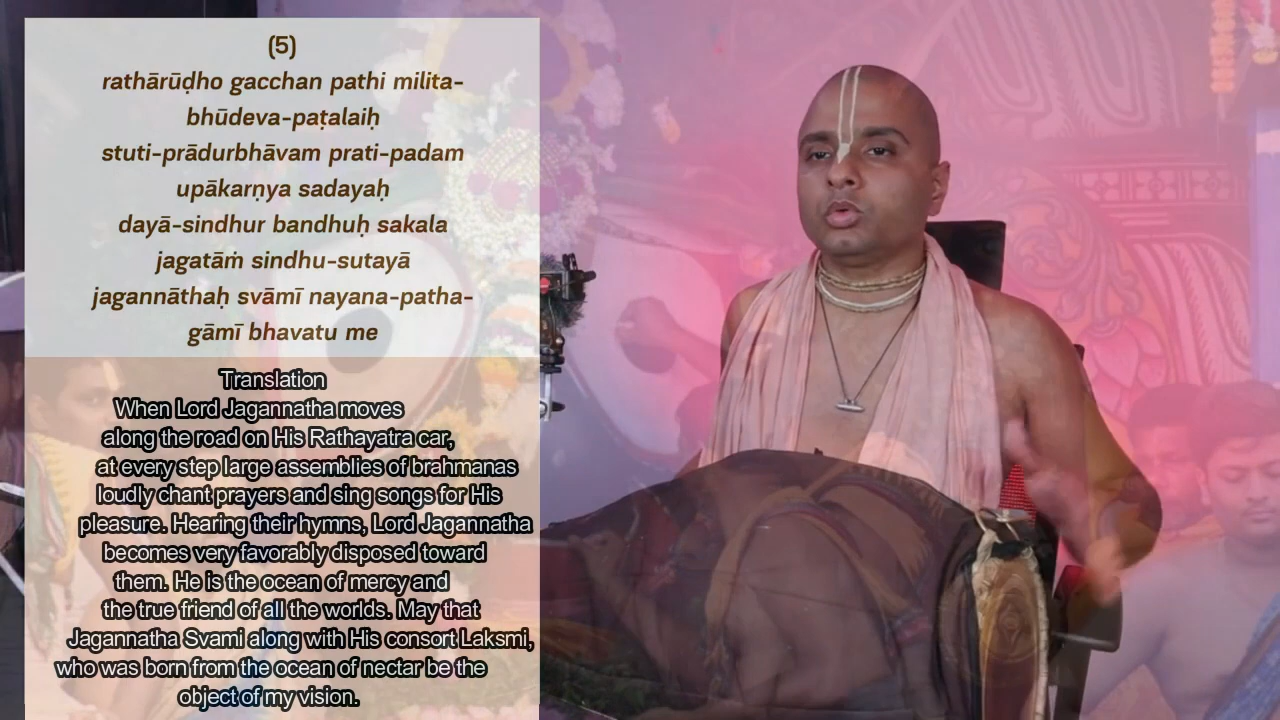 (5)
rathārūḍho gacchan pathi milita-
bhūdeva-paṭalaiḥ
stuti-prādurbhāvam prati-padam
upākarṇya sadayaḥ
dayā-sindhur bandhuḥ sakala
jagatāṁ sindhu-sutayā
jagannāthaḥ svāmī nayana-patha-
gāmī bhavatu me
Translation
When Lord Jagannatha moves
along the road on His Rathayatra car,
at every step large assemblies of brahmanas
loudly chant prayers and sing songs for His
pleasure. Hearing their hymns, Lord Jagannatha
becomes very favorably disposed toward
them. He is the ocean of mercy and
the true friend of all the worlds. May that
Jagannatha Svami along with His consort Laksmi,
who was born from the ocean of nectar be the
object of my vision.